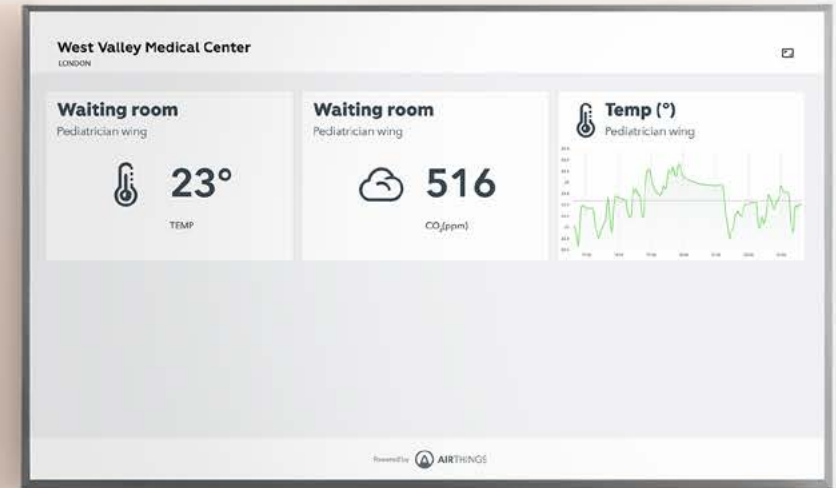 West Valley Medical Center
LONDON
Waiting room
Pediatrician wing
23°
TEMP
Waiting room
Pediatrician wing
516
CO₂(ppm)
Temp (°)
Pediatrician wing
Powered by AIRTHINGS